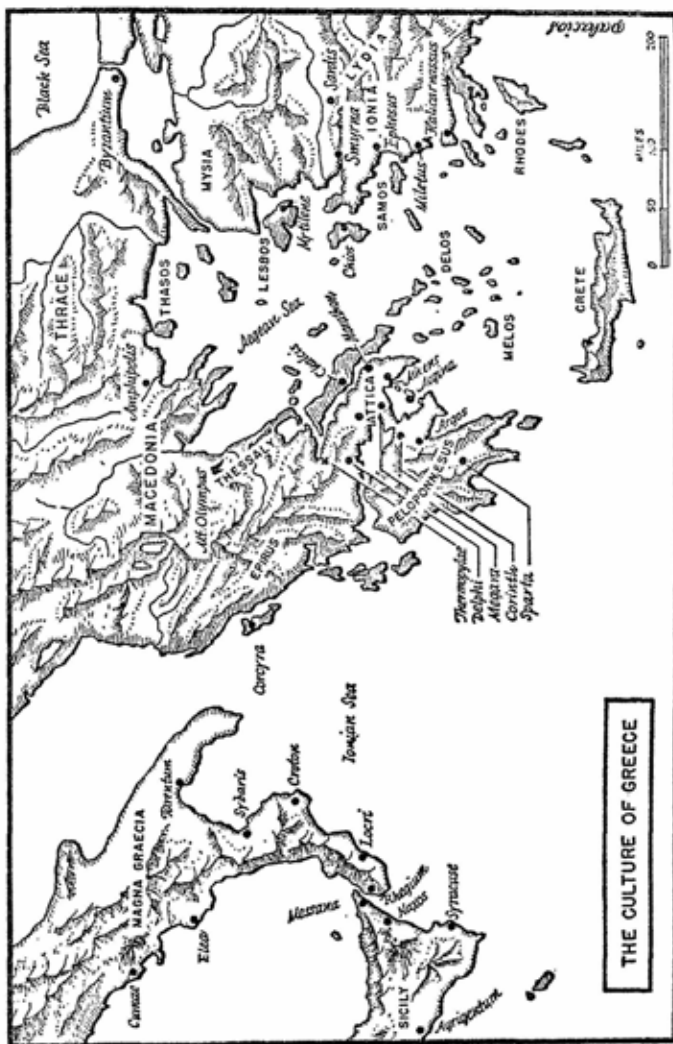 Black Sea
Byzantium
THRACE
MACEDONIA
Amphipolis
THASOS
MYSIA
Sardis
LYDIA
LESBOS
Mytilene
Smyrna
IONIA
Ephesus
Chios
SAMOS
Miletus
Halicarnassus
RHODES
Aegean Sea
Mt. Olympus
THESSALY
EPIRUS
Corcyra
Chalcis
Marathon
ATTICA
Athens
Aegina
Argos
PELOPONNESUS
DELOS
MELOS
CRETE
Thermopylae
Delphi
Megara
Corinth
Sparta
Ionian Sea
MAGNA GRAECIA
Cumae
Tarentum
Elea
Sybaris
Croton
Locri
Rhegium
Messana
Naxos
Syracuse
SICILY
Agrigentum
palacios
0 50 100 200
MILES
THE CULTURE OF GREECE